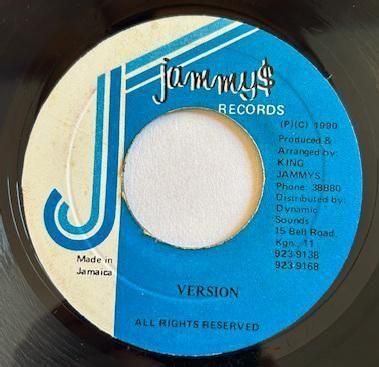 jammy$
RECORDS
(P)(C) 1990
Produced &
Arranged by:
KING
JAMMYS
Phone: 38880
Distributed by:
Dynamic
Sounds
15 Bell Road,
Kgn., 11
923-9138
923-9168
Made in
Jamaica
VERSION
ALL RIGHTS RESERVED